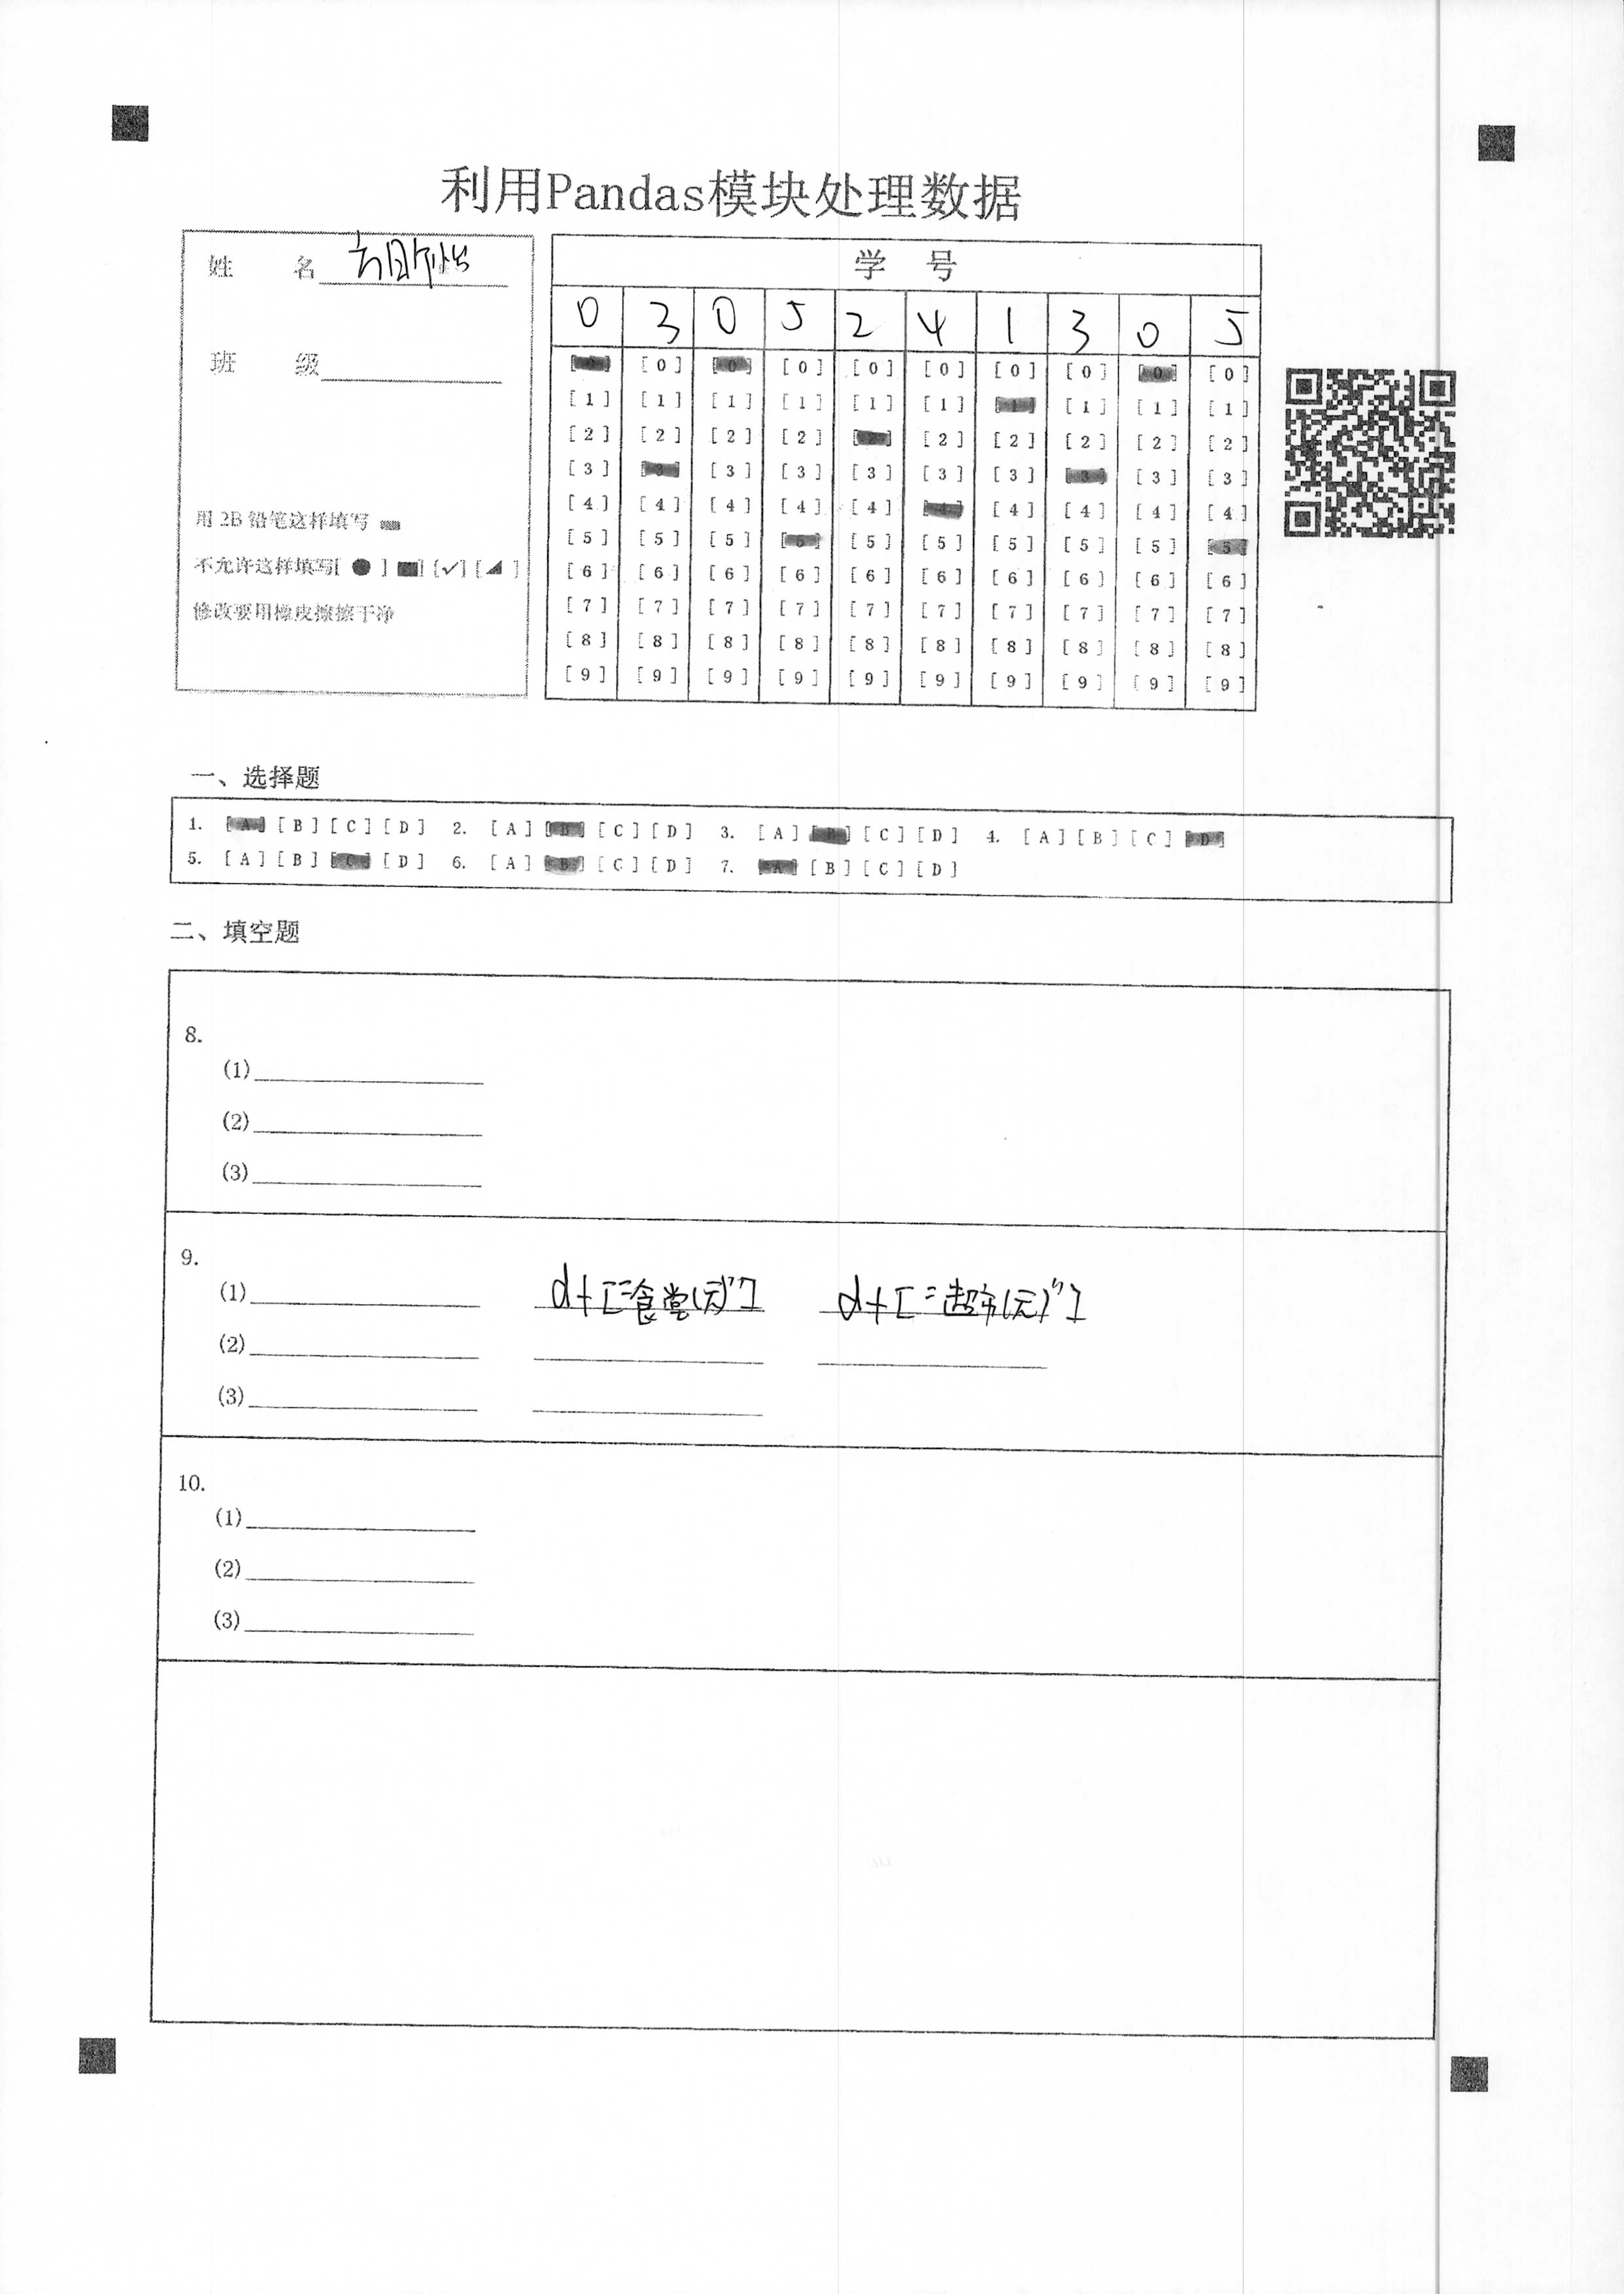 利用Pandas模块处理数据
姓 名
班 级
用 2B 铅笔这样填写
不允许这样填写[ ● ] [■] [✓] [◢ ]
修改要用橡皮擦擦干净
学 号
0 3 0 5 2 4 1 3 0 5
[0] [0] [0] [0] [0] [0] [0] [0] [0] [0]
[1] [1] [1] [1] [1] [1] [1] [1] [1] [1]
[2] [2] [2] [2] [2] [2] [2] [2] [2] [2]
[3] [3] [3] [3] [3] [3] [3] [3] [3] [3]
[4] [4] [4] [4] [4] [4] [4] [4] [4] [4]
[5] [5] [5] [5] [5] [5] [5] [5] [5] [5]
[6] [6] [6] [6] [6] [6] [6] [6] [6] [6]
[7] [7] [7] [7] [7] [7] [7] [7] [7] [7]
[8] [8] [8] [8] [8] [8] [8] [8] [8] [8]
[9] [9] [9] [9] [9] [9] [9] [9] [9] [9]
一、选择题
1. [A] [B] [C] [D] 2. [A] [B] [C] [D] 3. [A] [B] [C] [D] 4. [A] [B] [C] [D]
5. [A] [B] [C] [D] 6. [A] [B] [C] [D] 7. [A] [B] [C] [D]
二、填空题
8.
(1)
(2)
(3)
9.
(1) df["食堂(元)"] df["超市(元)"]
(2)
(3)
10.
(1)
(2)
(3)